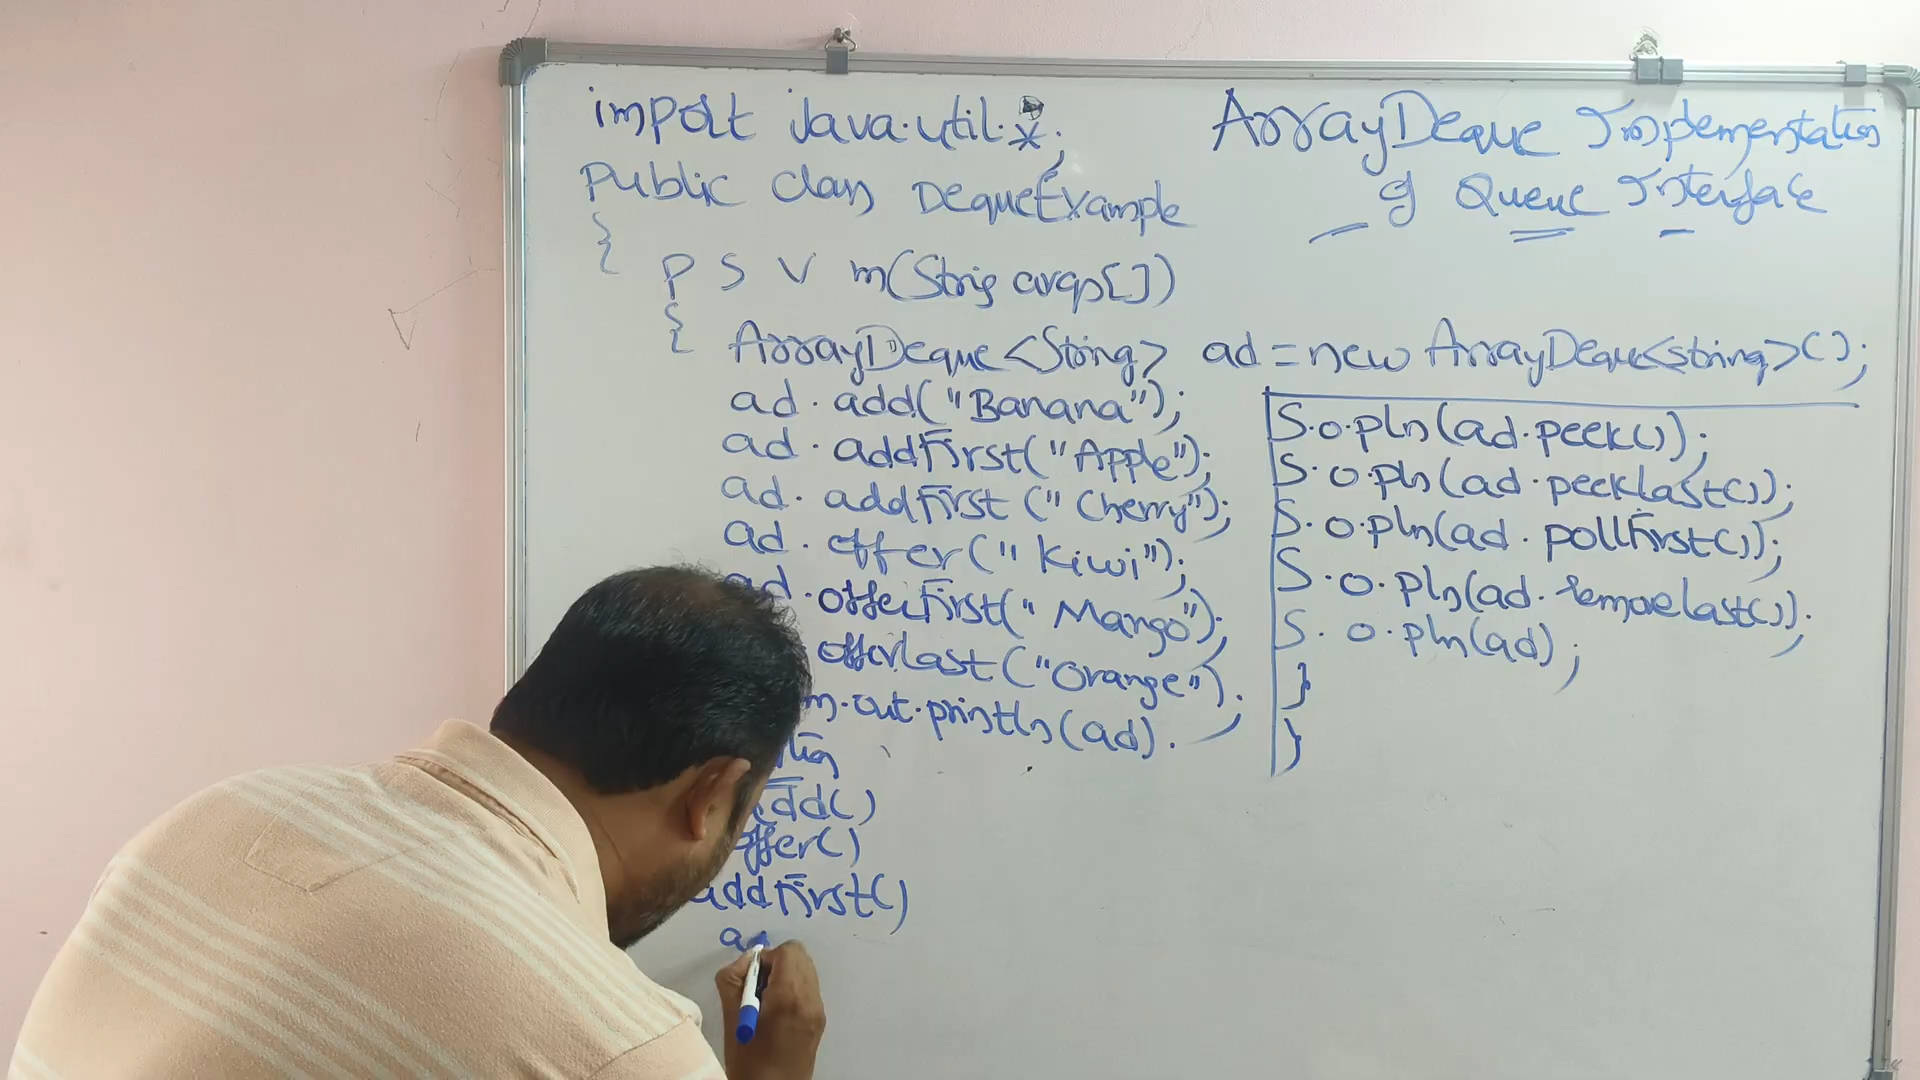 import java.util.*;
Public class DequeExample
{
P S V m(String args[])
{
ArrayDeque<String> ad = new ArrayDeque<string>();
ad.add("Banana");
ad.addFirst("Apple");
ad.addFirst("Cherry");
ad.offer("Kiwi");
ad.offerFirst("Mango");
offerlast("Orange");
m.out.println(ad).
add()
offer()
addFirst()
a
ArrayDeque Implementation
of Queue Interface
S.o.pln(ad.peek());
S.o.pln(ad.peeklast());
S.o.pln(ad.pollFirst());
S.o.pln(ad.removelast());
S.o.pln(ad);
}
}